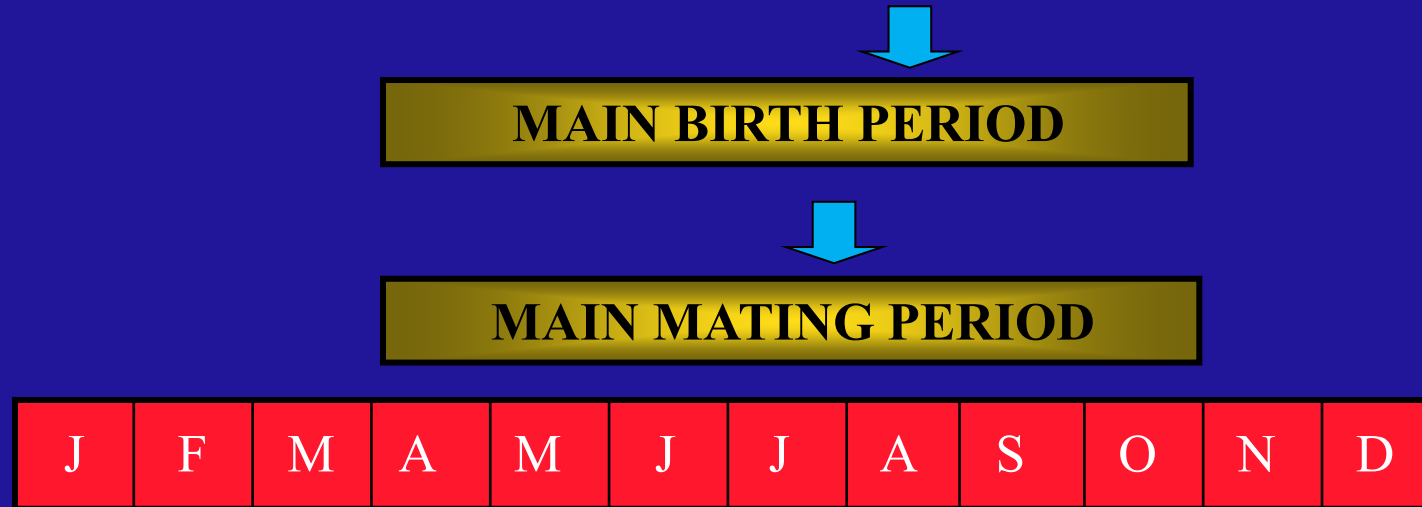 MAIN BIRTH PERIOD
MAIN MATING PERIOD
J F M A M J J A S O N D